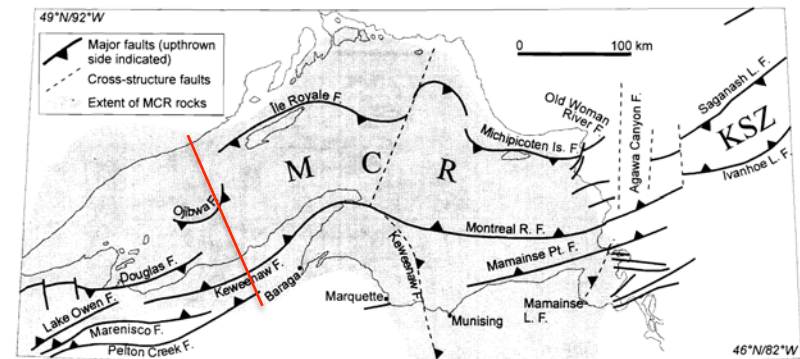 49°N/92°W
Major faults (upthrown
side indicated)
Cross-structure faults
Extent of MCR rocks
0
100 km
Île Royale F.
Old Woman
River F.
Agawa Canyon F.
Saganash L. F.
KSZ
Ivanhoe L. F.
Michipicoten Is. F.
M C R
Ojibwa F.
Montreal R. F.
Douglas F.
Keweenaw F.
Keweenaw F.
Mamainse Pt. F.
Lake Owen F.
Baraga
Marquette
Mamainse
L. F.
Marenisco F.
Munising
Pelton Creek F.
46°N/82°W